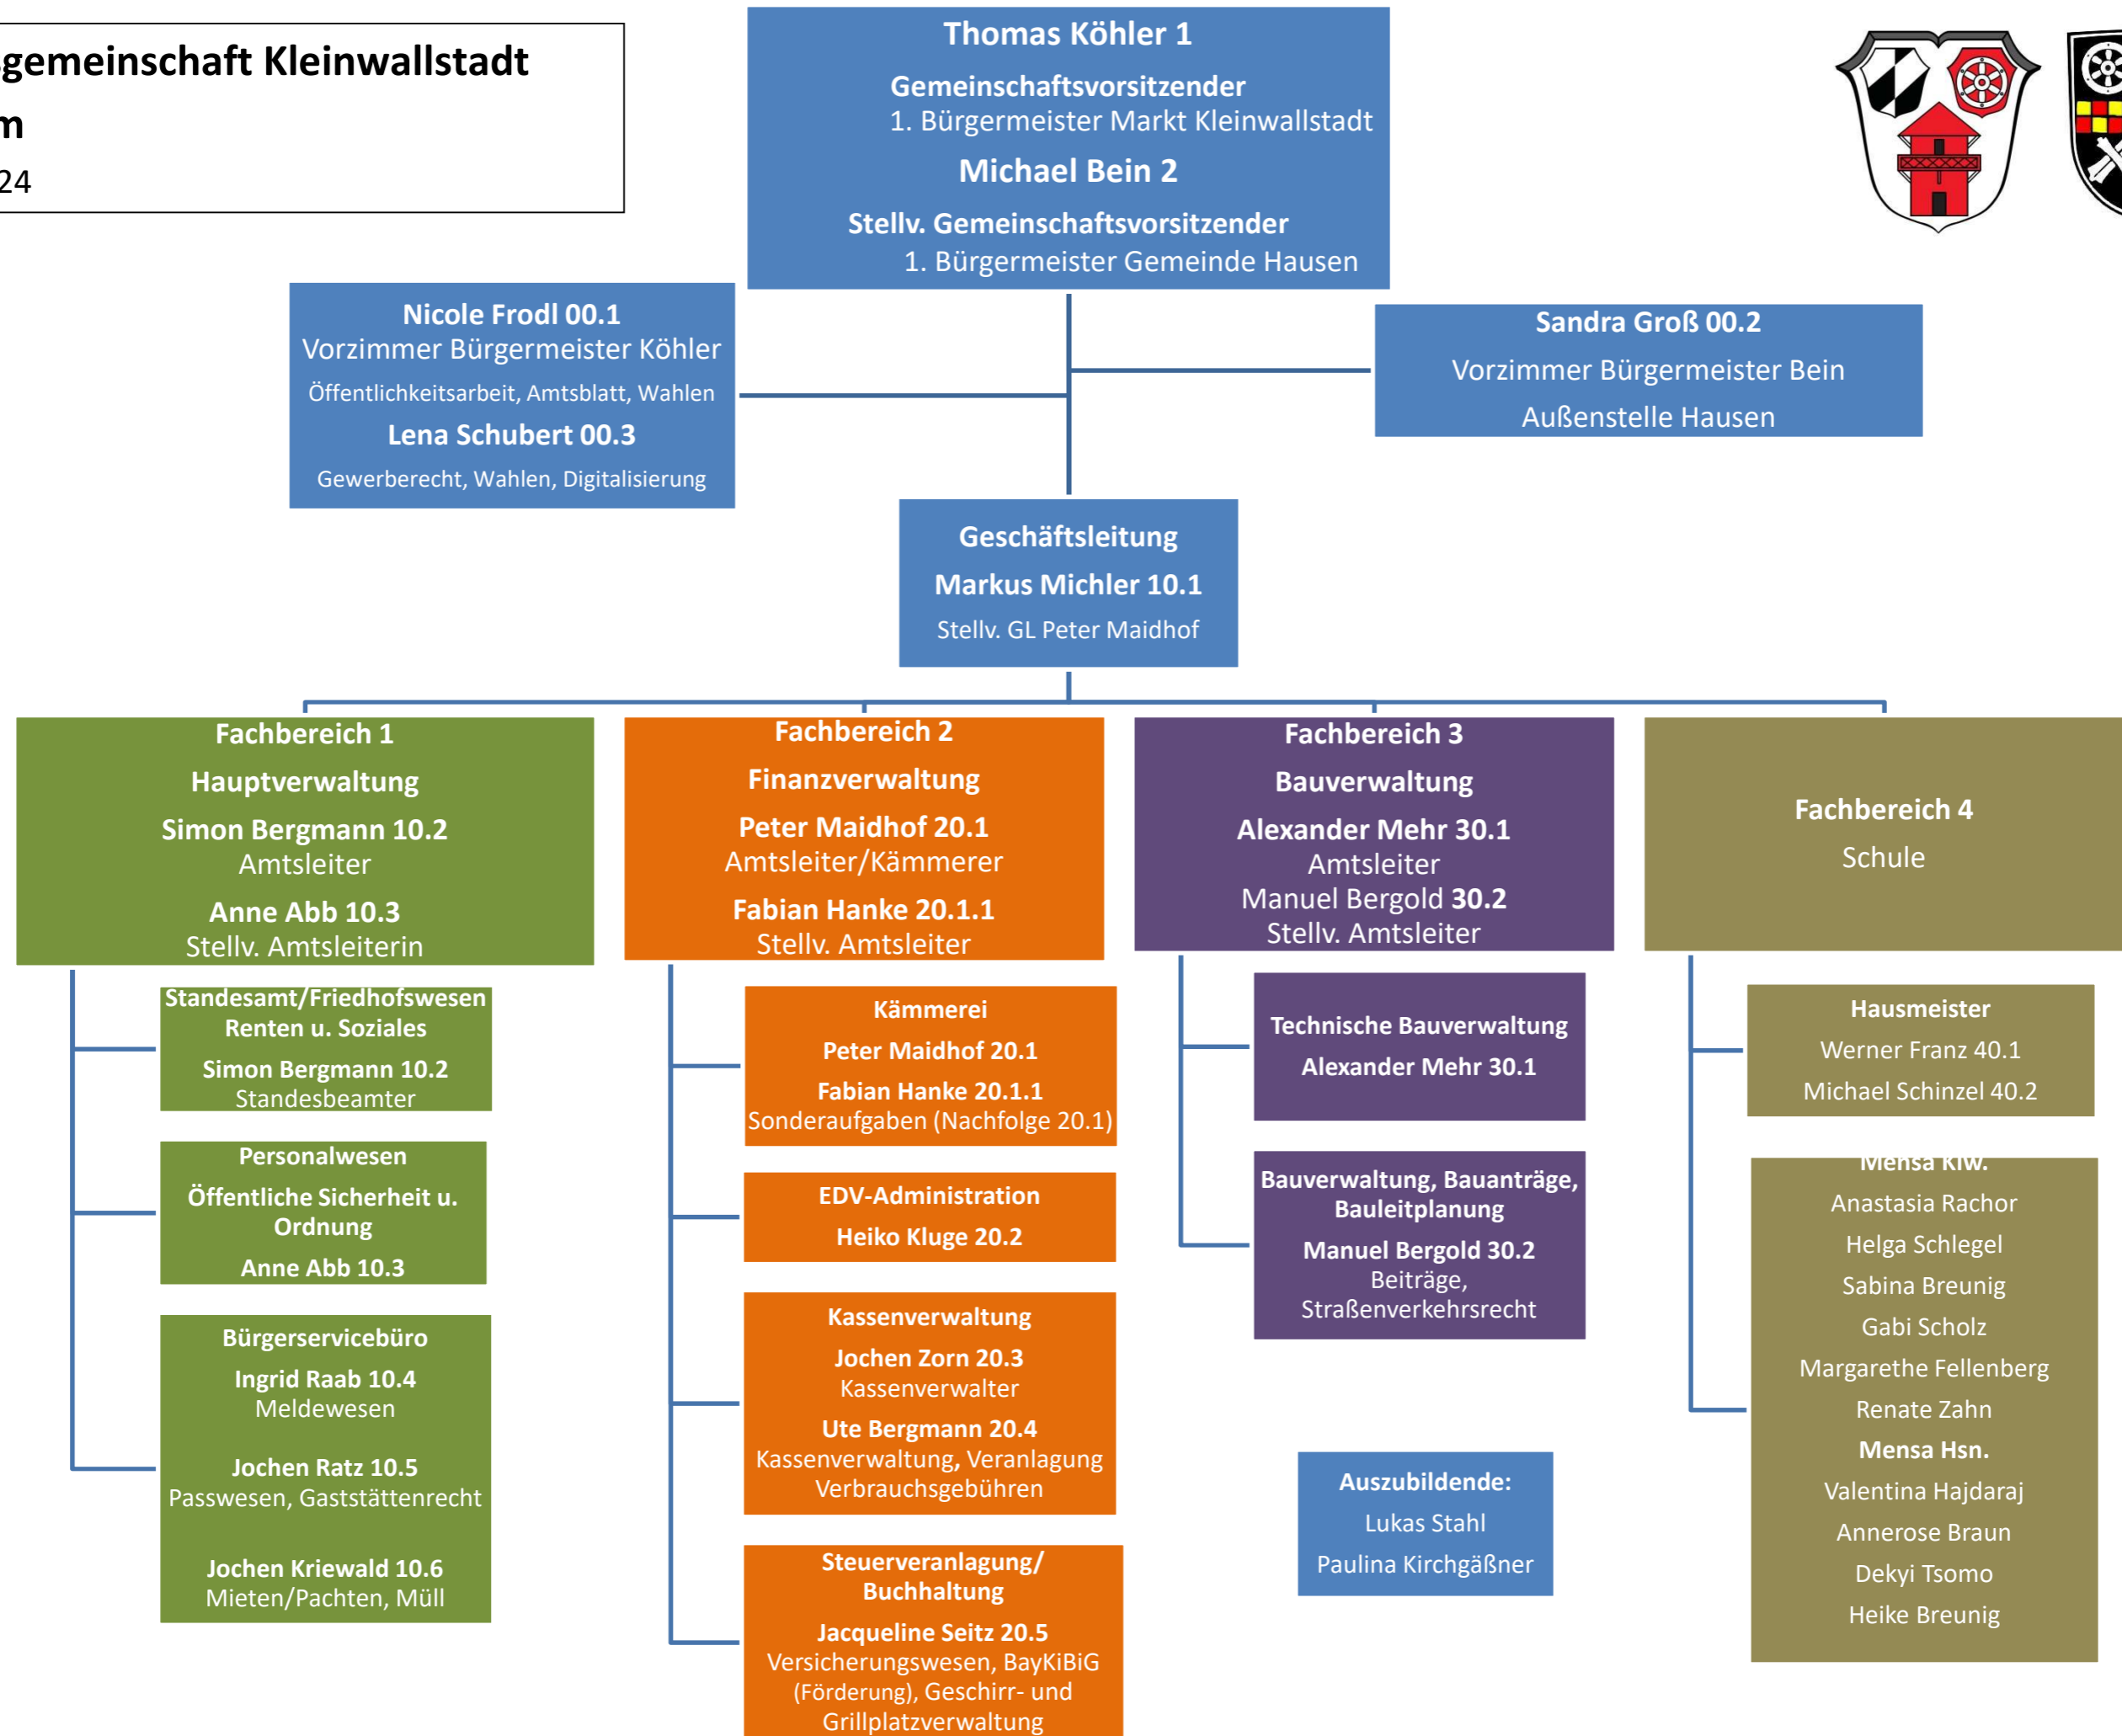 gemeinschaft Kleinwallstadt
m
24
Thomas Köhler 1
Gemeinschaftsvorsitzender
1. Bürgermeister Markt Kleinwallstadt
Michael Bein 2
Stellv. Gemeinschaftsvorsitzender
1. Bürgermeister Gemeinde Hausen
Nicole Frodl 00.1
Vorzimmer Bürgermeister Köhler
Öffentlichkeitsarbeit, Amtsblatt, Wahlen
Lena Schubert 00.3
Gewerberecht, Wahlen, Digitalisierung
Sandra Groß 00.2
Vorzimmer Bürgermeister Bein
Außenstelle Hausen
Geschäftsleitung
Markus Michler 10.1
Stellv. GL Peter Maidhof
Fachbereich 1
Hauptverwaltung
Simon Bergmann 10.2
Amtsleiter
Anne Abb 10.3
Stellv. Amtsleiterin
Standesamt/Friedhofswesen
Renten u. Soziales
Simon Bergmann 10.2
Standesbeamter
Personalwesen
Öffentliche Sicherheit u.
Ordnung
Anne Abb 10.3
Bürgerservicebüro
Ingrid Raab 10.4
Meldewesen
Jochen Ratz 10.5
Passwesen, Gaststättenrecht
Jochen Kriewald 10.6
Mieten/Pachten, Müll
Fachbereich 2
Finanzverwaltung
Peter Maidhof 20.1
Amtsleiter/Kämmerer
Fabian Hanke 20.1.1
Stellv. Amtsleiter
Kämmerei
Peter Maidhof 20.1
Fabian Hanke 20.1.1
Sonderaufgaben (Nachfolge 20.1)
EDV-Administration
Heiko Kluge 20.2
Kassenverwaltung
Jochen Zorn 20.3
Kassenverwalter
Ute Bergmann 20.4
Kassenverwaltung, Veranlagung
Verbrauchsgebühren
Steuerveranlagung/
Buchhaltung
Jacqueline Seitz 20.5
Versicherungswesen, BayKiBiG
(Förderung), Geschirr- und
Grillplatzverwaltung
Fachbereich 3
Bauverwaltung
Alexander Mehr 30.1
Amtsleiter
Manuel Bergold 30.2
Stellv. Amtsleiter
Technische Bauverwaltung
Alexander Mehr 30.1
Bauverwaltung, Bauanträge,
Bauleitplanung
Manuel Bergold 30.2
Beiträge,
Straßenverkehrsrecht
Auszubildende:
Lukas Stahl
Paulina Kirchgäßner
Fachbereich 4
Schule
Hausmeister
Werner Franz 40.1
Michael Schinzel 40.2
Mensa Klw.
Anastasia Rachor
Helga Schlegel
Sabina Breunig
Gabi Scholz
Margarethe Fellenberg
Renate Zahn
Mensa Hsn.
Valentina Hajdaraj
Annerose Braun
Dekyi Tsomo
Heike Breunig